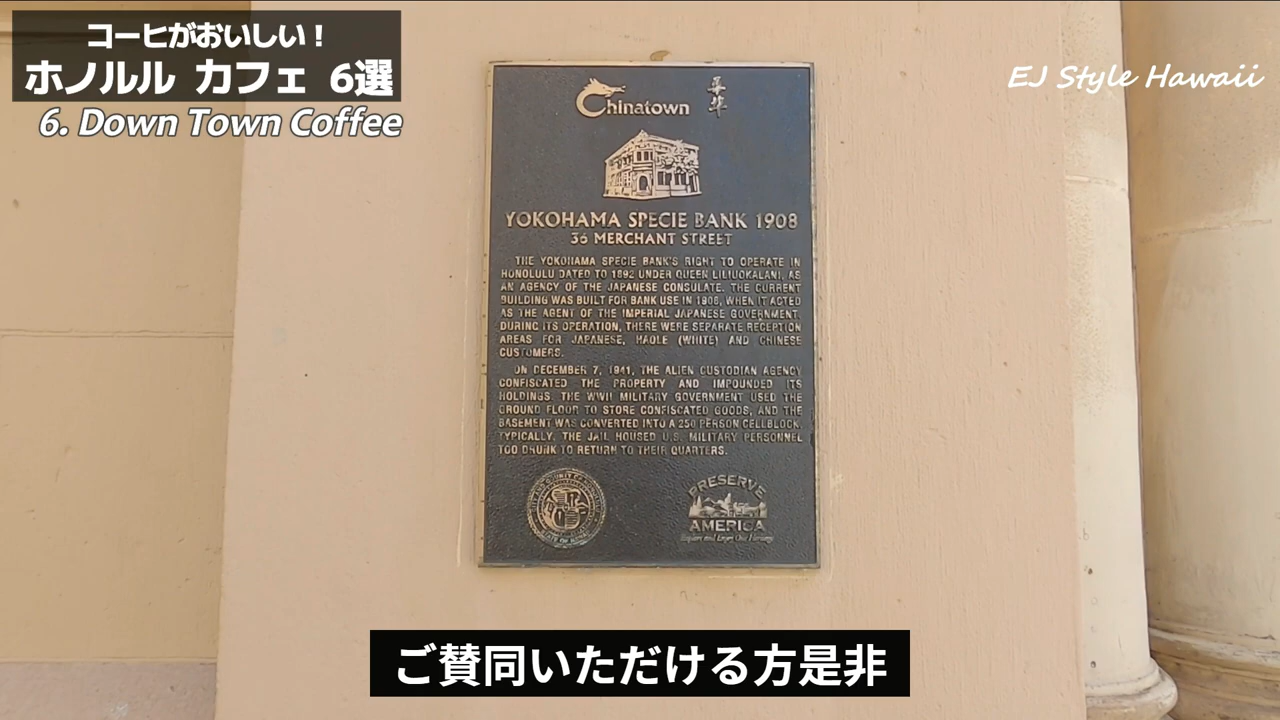 コーヒがおいしい！
ホノルル カフェ 6選
6. Down Town Coffee
EJ Style Hawaii
Chinatown
YOKOHAMA SPECIE BANK 1908
36 MERCHANT STREET
THE YOKOHAMA SPECIE BANK'S RIGHT TO OPERATE IN
HONOLULU DATED TO 1892 UNDER QUEEN LILIUOKALANI, AS
AN AGENCY OF THE JAPANESE CONSULATE. THE CURRENT
BUILDING WAS BUILT FOR BANK USE IN 1908, WHEN IT ACTED
AS THE AGENT OF THE IMPERIAL JAPANESE GOVERNMENT.
DURING ITS OPERATION, THERE WERE SEPARATE RECEPTION
AREAS FOR JAPANESE, HAOLE (WHITE) AND CHINESE
CUSTOMERS.
ON DECEMBER 7, 1941, THE ALIEN CUSTODIAN AGENCY
CONFISCATED THE PROPERTY AND IMPOUNDED ITS
HOLDINGS. THE WWII MILITARY GOVERNMENT USED THE
GROUND FLOOR TO STORE CONFISCATED GOODS, AND THE
BASEMENT WAS CONVERTED INTO A 250 PERSON CELLBLOCK.
TYPICALLY, THE JAIL HOUSED U.S. MILITARY PERSONNEL
TOO DRUNK TO RETURN TO THEIR QUARTERS.
STATE OF HAWAII
PRESERVE
AMERICA
Explore and Enjoy Our Heritage
ご賛同いただける方是非